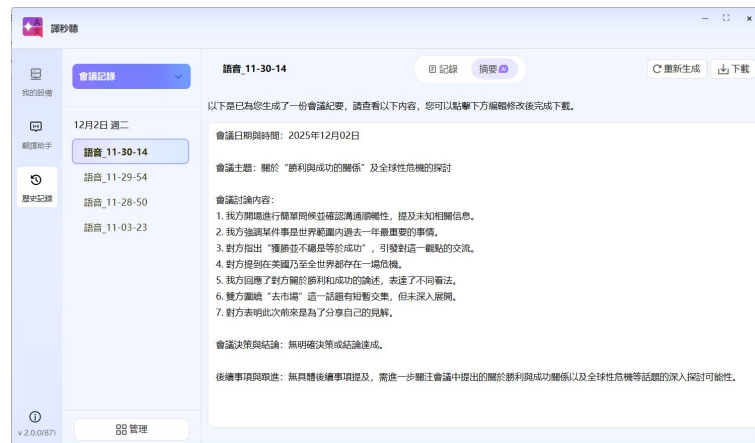 譯秒聽
我的設備
翻譯助手
歷史記錄
v 2.0.0(87)
會議記錄
12月2日 週二
語音_11-30-14
語音_11-29-54
語音_11-28-50
語音_11-03-23
管理
語音_11-30-14
記錄
摘要 AI
重新生成
下載
以下是已為您生成了一份會議紀要，請查看以下內容，您可以點擊下方編輯修改後完成下載。
會議日期與時間：2025年12月02日
會議主題：關於“勝利與成功的關係”及全球性危機的探討
會議討論內容：
1. 我方開場進行簡單問候並確認溝通順暢性，提及未知相關信息。
2. 我方強調某件事是世界範圍內過去一年最重要的事情。
3. 對方指出“獲勝並不總是等於成功”，引發對這一觀點的交流。
4. 對方提到在美國乃至全世界都存在一場危機。
5. 我方回應了對方關於勝利和成功的論述，表達了不同看法。
6. 雙方圍繞“去市場”這一話題有短暫交集，但未深入展開。
7. 對方表明此次前來是為了分享自己的見解。
會議決策與結論：無明確決策或結論達成。
後續事項與跟進：無具體後續事項提及，需進一步關注會議中提出的關於勝利與成功關係以及全球性危機等話題的深入探討可能性。